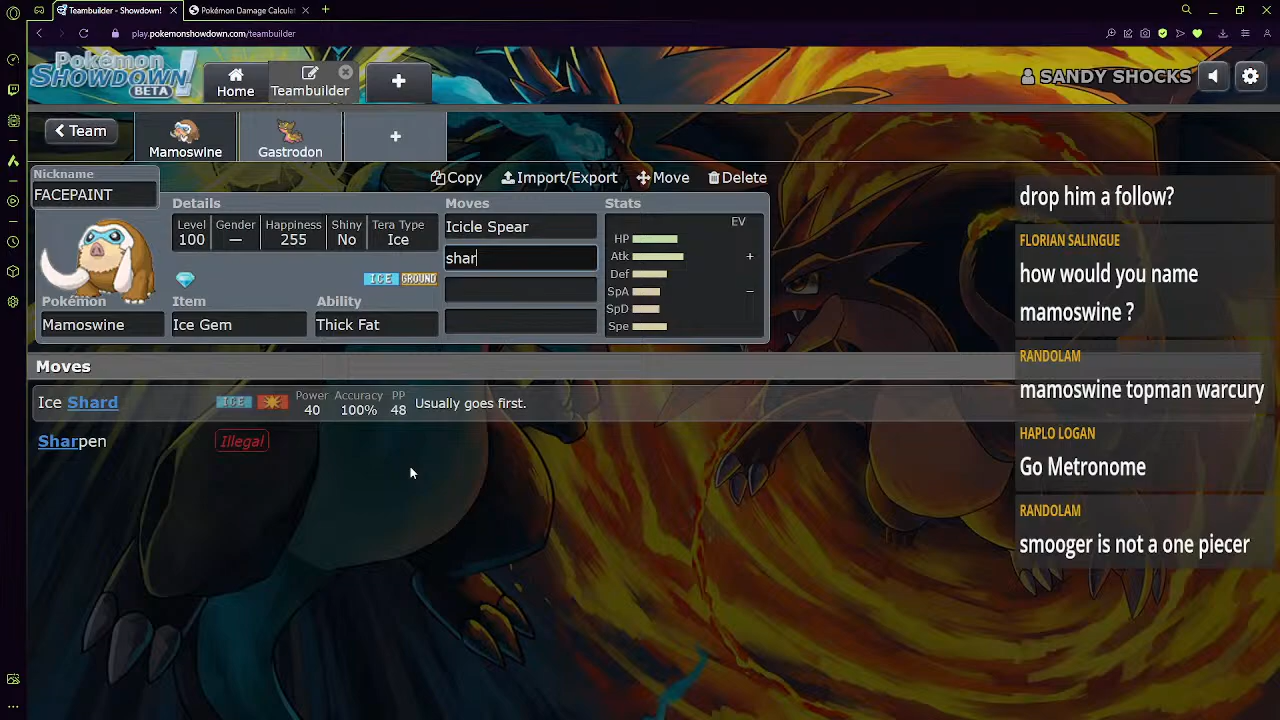 Teambuilder - Showdown!
Pokémon Damage Calculat
play.pokemonshowdown.com/teambuilder
Pokémon
Showdown!
BETA
Home
Teambuilder
SANDY SHOCKS
Team
Mamoswine
Gastrodon
Nickname
FACEPAINT
Copy
Import/Export
Move
Delete
Details
Level
100
Gender
—
Happiness
255
Shiny
No
Tera Type
Ice
ICE GROUND
Pokémon
Mamoswine
Item
Ice Gem
Ability
Thick Fat
Moves
Icicle Spear
shar
Stats
EV
HP
Atk +
Def
SpA −
SpD
Spe
Moves
Ice Shard
ICE
Power
40
Accuracy
100%
PP
48
Usually goes first.
Sharpen
Illegal
drop him a follow?
FLORIAN SALINGUE
how would you name
mamoswine ?
RANDOLAM
mamoswine topman warcury
HAPLO LOGAN
Go Metronome
RANDOLAM
smooger is not a one piecer